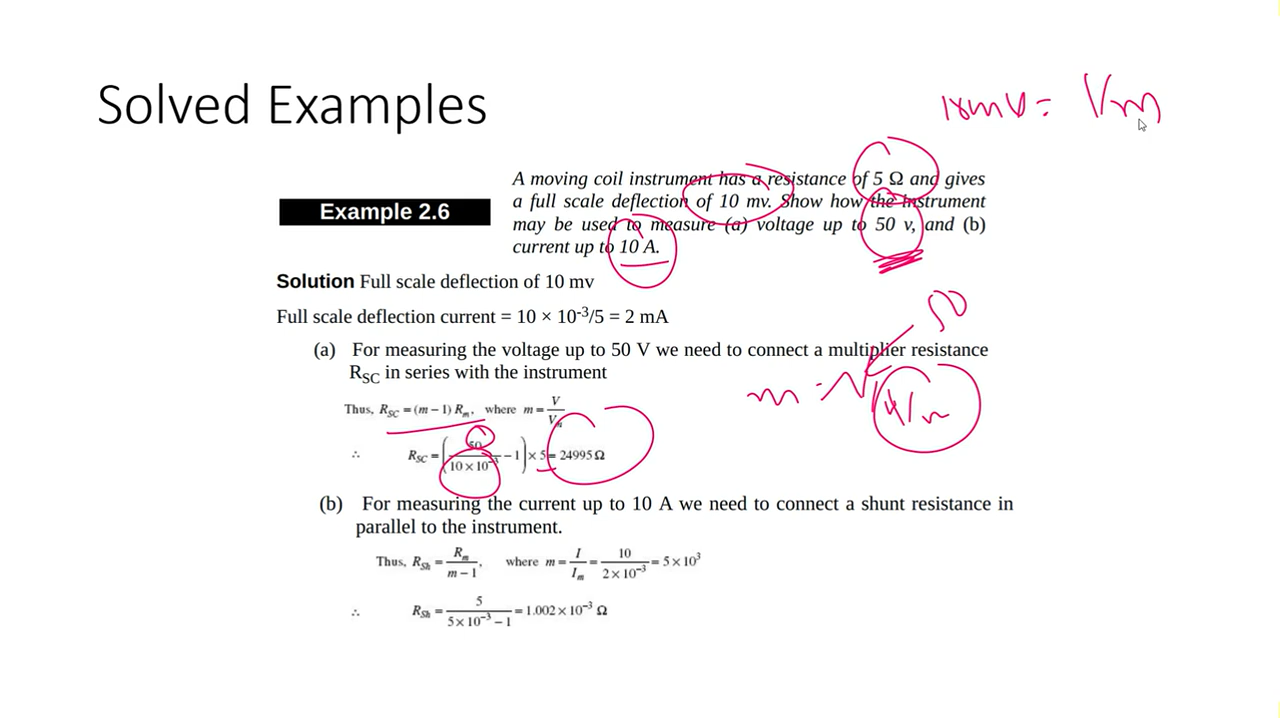 Solved Examples
10mV = Vm
Example 2.6
A moving coil instrument has a resistance of 5 Ω and gives
a full scale deflection of 10 mv. Show how the instrument
may be used to measure (a) voltage up to 50 v, and (b)
current up to 10 A.
Solution Full scale deflection of 10 mv
Full scale deflection current = 10 × 10⁻³/5 = 2 mA
50
(a) For measuring the voltage up to 50 V we need to connect a multiplier resistance
R_SC in series with the instrument
m = V
Thus, R_SC = (m − 1) R_m, where m = V/V_m
∴ R_SC = (50/(10 × 10⁻³) − 1) × 5 = 24995 Ω
(b) For measuring the current up to 10 A we need to connect a shunt resistance in
parallel to the instrument.
Thus, R_Sh = R_m/(m − 1), where m = I/I_m = 10/(2 × 10⁻³) = 5 × 10³
∴ R_Sh = 5/(5 × 10⁻³ − 1) = 1.002 × 10⁻³ Ω